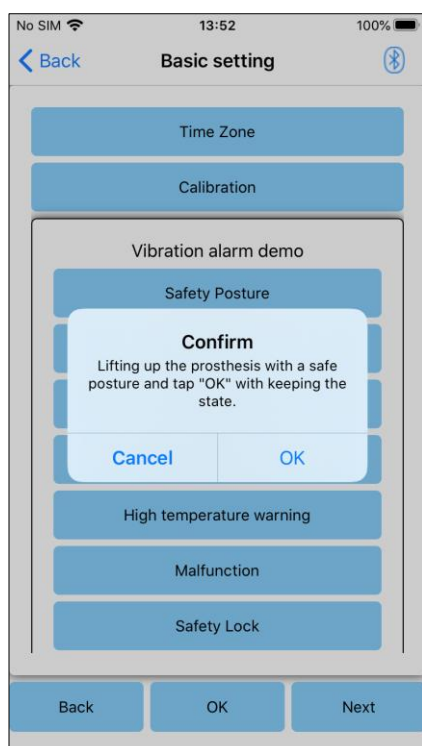 No SIM 13:52 100%
Back Basic setting
Time Zone
Calibration
Vibration alarm demo
Safety Posture
Confirm
Lifting up the prosthesis with a safe
posture and tap "OK" with keeping the
state.
Cancel OK
High temperature warning
Malfunction
Safety Lock
Back OK Next